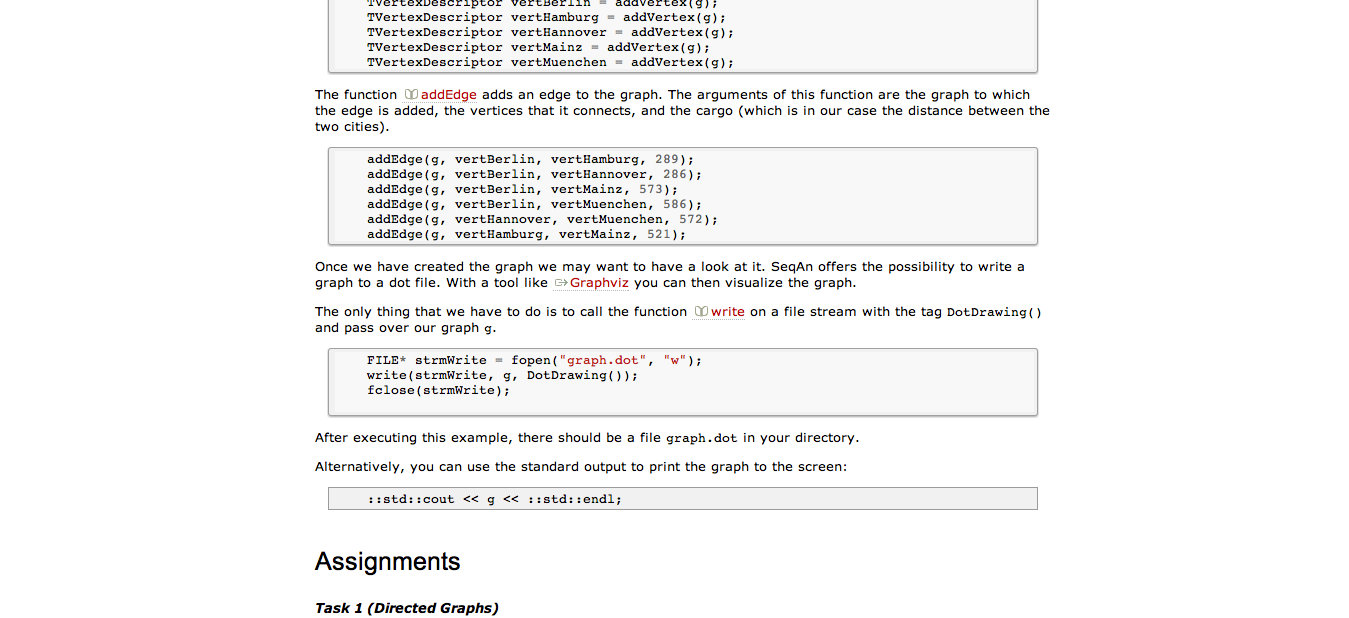 TVertexDescriptor vertBerlin = addVertex(g);
TVertexDescriptor vertHamburg = addVertex(g);
TVertexDescriptor vertHannover = addVertex(g);
TVertexDescriptor vertMainz = addVertex(g);
TVertexDescriptor vertMuenchen = addVertex(g);
The function addEdge adds an edge to the graph. The arguments of this function are the graph to which
the edge is added, the vertices that it connects, and the cargo (which is in our case the distance between the
two cities).
addEdge(g, vertBerlin, vertHamburg, 289);
addEdge(g, vertBerlin, vertHannover, 286);
addEdge(g, vertBerlin, vertMainz, 573);
addEdge(g, vertBerlin, vertMuenchen, 586);
addEdge(g, vertHannover, vertMuenchen, 572);
addEdge(g, vertHamburg, vertMainz, 521);
Once we have created the graph we may want to have a look at it. SeqAn offers the possibility to write a
graph to a dot file. With a tool like Graphviz you can then visualize the graph.
The only thing that we have to do is to call the function write on a file stream with the tag DotDrawing()
and pass over our graph g.
FILE* strmWrite = fopen("graph.dot", "w");
write(strmWrite, g, DotDrawing());
fclose(strmWrite);
After executing this example, there should be a file graph.dot in your directory.
Alternatively, you can use the standard output to print the graph to the screen:
::std::cout << g << ::std::endl;
Assignments
Task 1 (Directed Graphs)